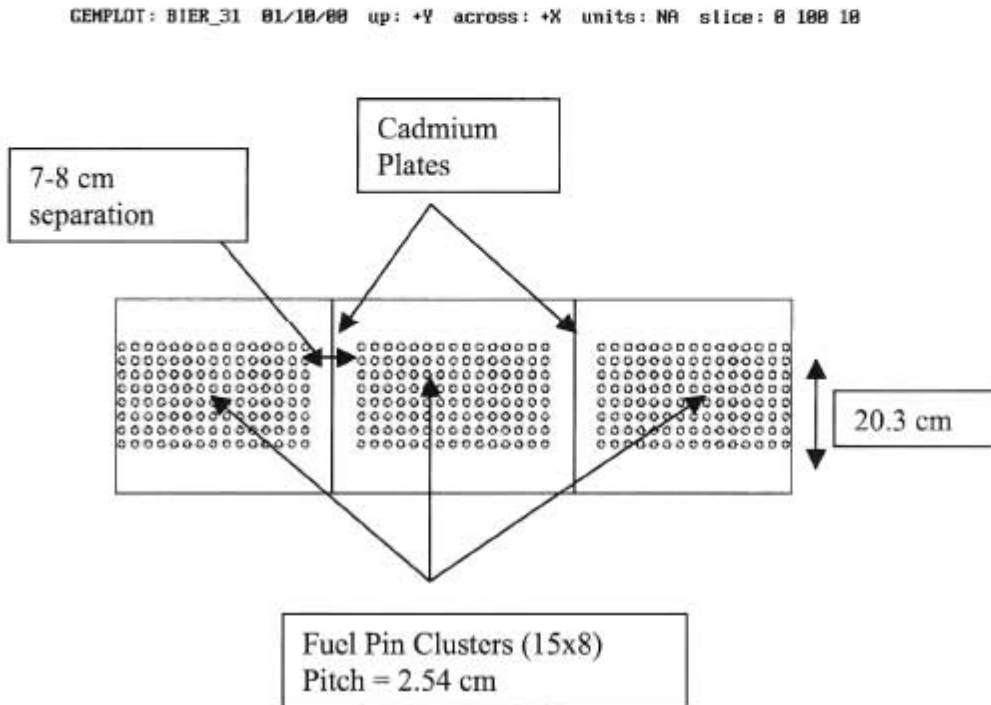 GEMPLOT: BIER_31 01/10/00 up: +Y across: +X units: NA slice: 0 100 10
Cadmium
Plates
7-8 cm
separation
20.3 cm
Fuel Pin Clusters (15x8)
Pitch = 2.54 cm